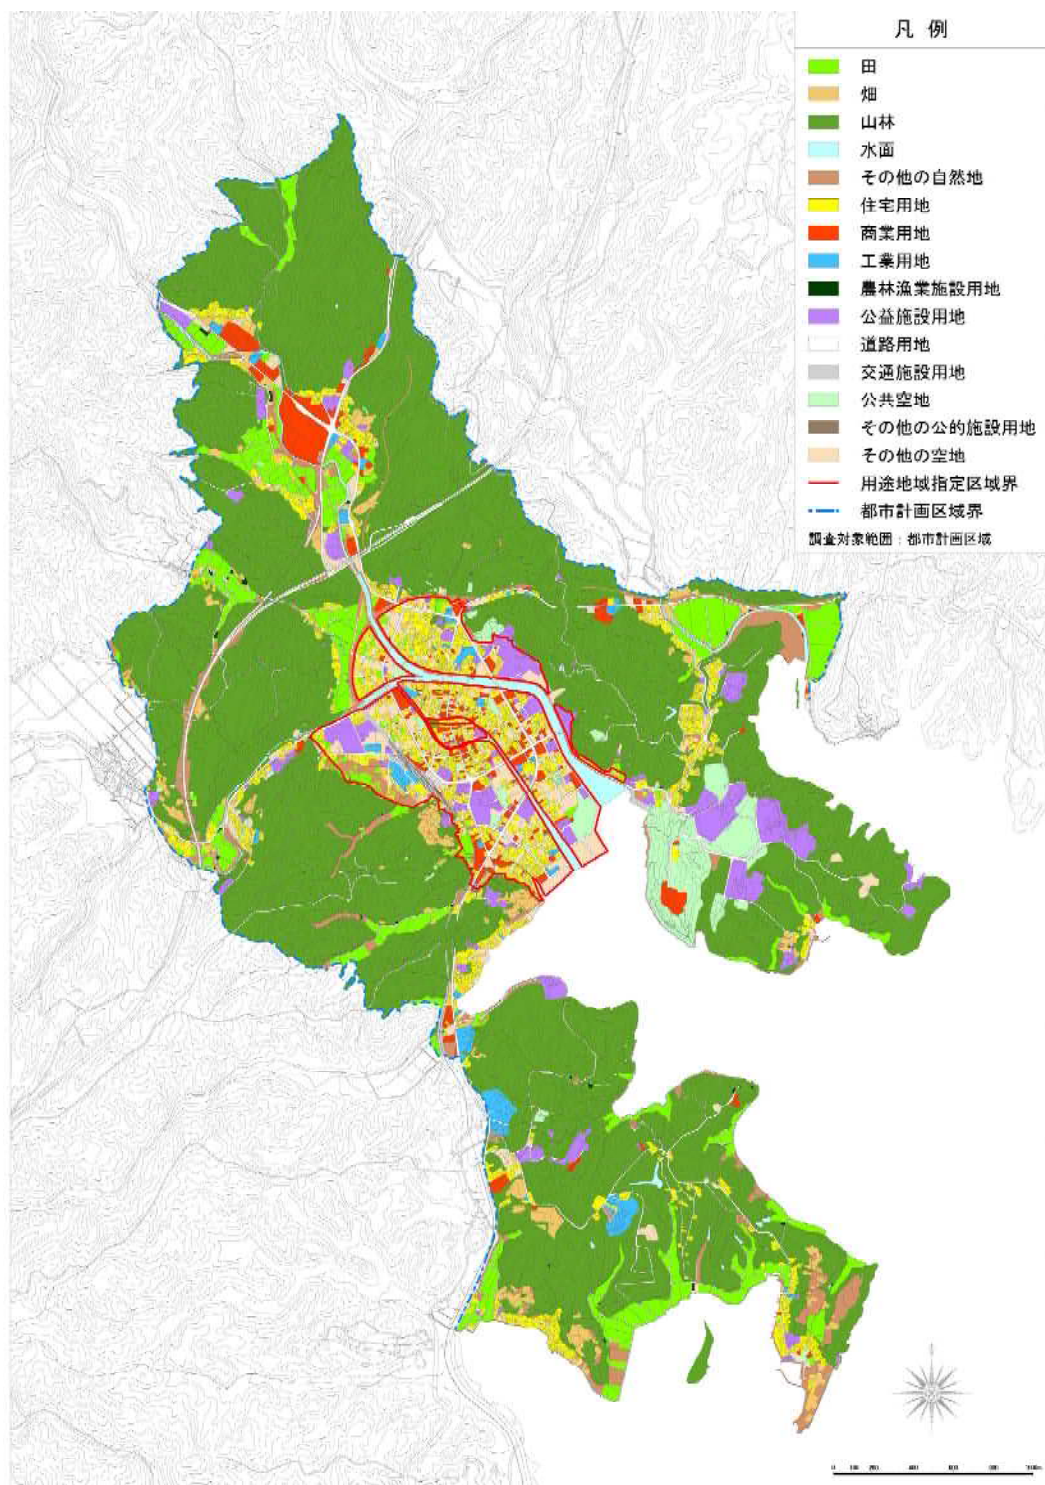 凡 例
田
畑
山林
水面
その他の自然地
住宅用地
商業用地
工業用地
農林漁業施設用地
公益施設用地
道路用地
交通施設用地
公共空地
その他の公的施設用地
その他の空地
用途地域指定区域界
都市計画区域界
調査対象範囲：都市計画区域